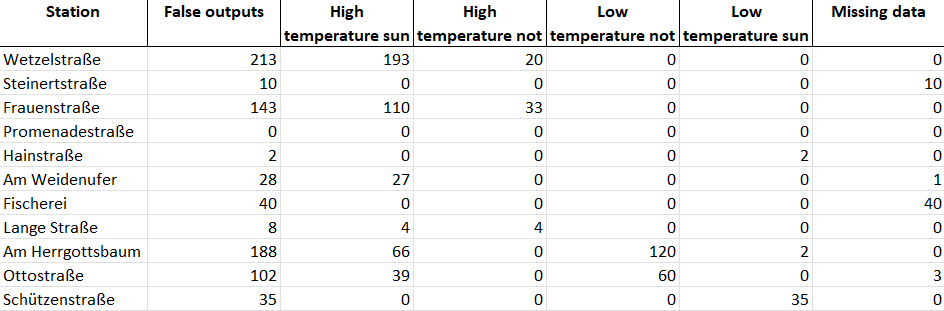 Station False outputs High High Low Low Missing data
temperature sun temperature not temperature not temperature sun
Wetzelstraße 213 193 20 0 0 0
Steinertstraße 10 0 0 0 0 10
Frauenstraße 143 110 33 0 0 0
Promenadestraße 0 0 0 0 0 0
Hainstraße 2 0 0 0 2 0
Am Weidenufer 28 27 0 0 0 1
Fischerei 40 0 0 0 0 40
Lange Straße 8 4 4 0 0 0
Am Herrgottsbaum 188 66 0 120 2 0
Ottostraße 102 39 0 60 0 3
Schützenstraße 35 0 0 0 35 0